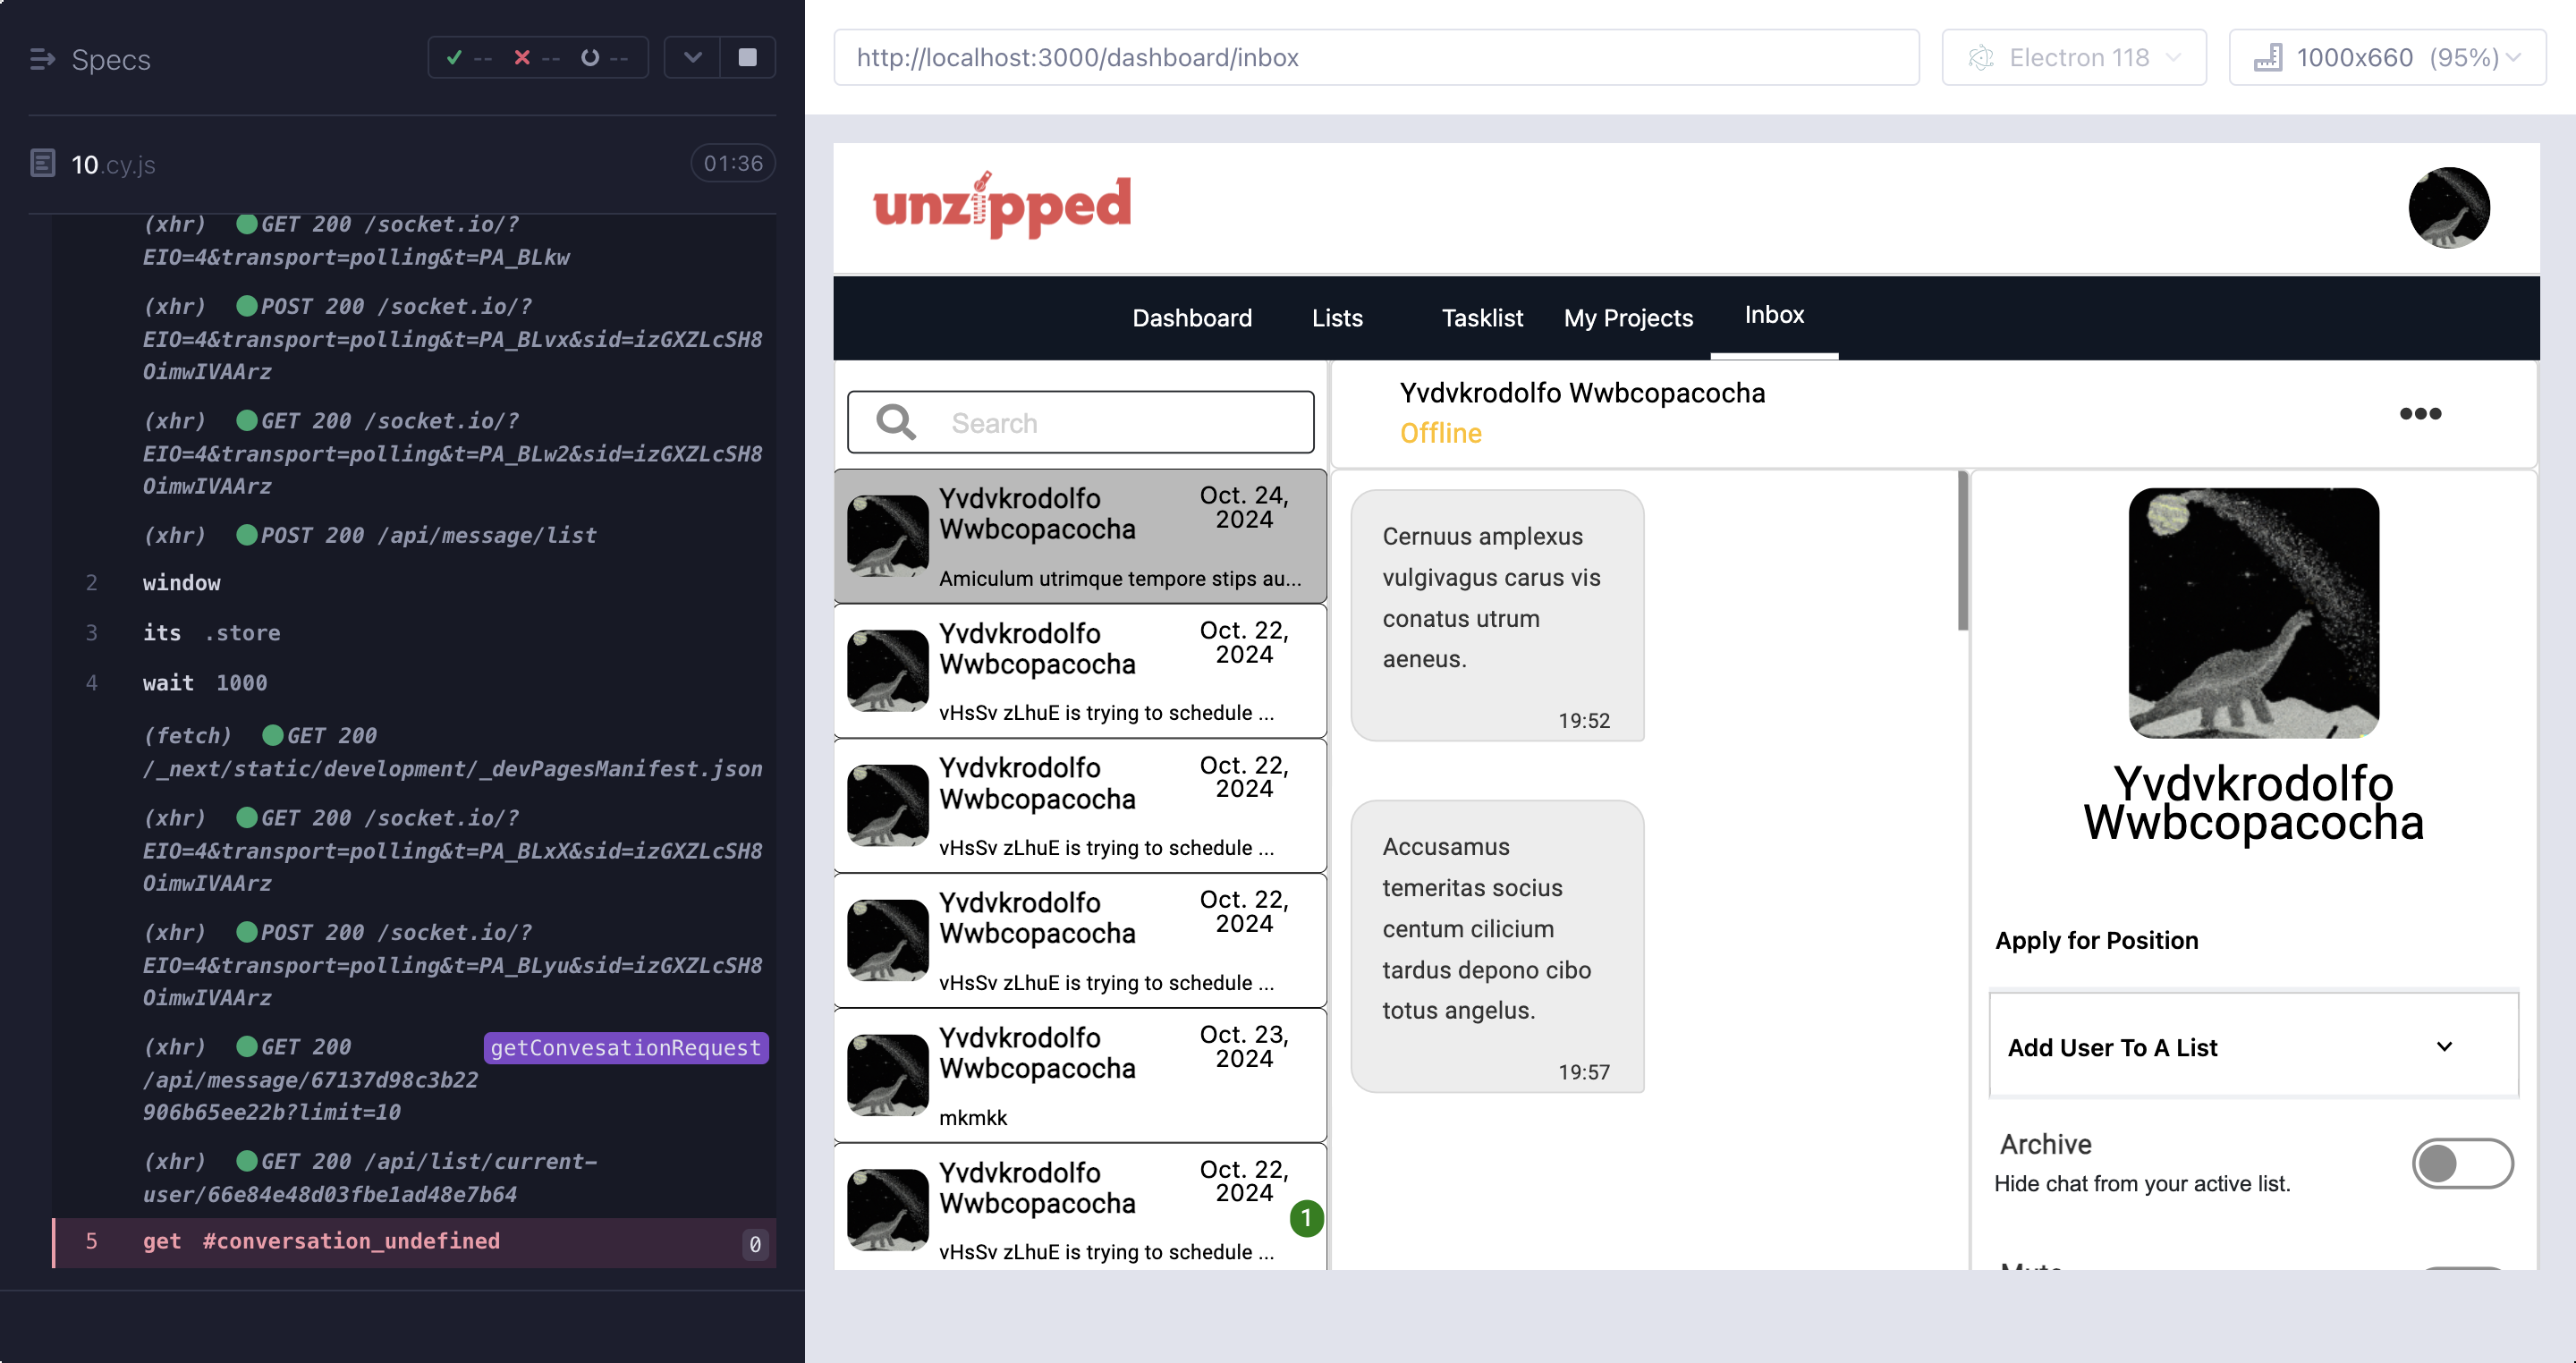 Specs
-- -- --
10.cy.js
01:36
(xhr) GET 200 /socket.io/?
EIO=4&transport=polling&t=PA_BLkw
(xhr) POST 200 /socket.io/?
EIO=4&transport=polling&t=PA_BLvx&sid=izGXZLcSH8
OimwIVAArz
(xhr) GET 200 /socket.io/?
EIO=4&transport=polling&t=PA_BLw2&sid=izGXZLcSH8
OimwIVAArz
(xhr) POST 200 /api/message/list
2 window
3 its .store
4 wait 1000
(fetch) GET 200
/_next/static/development/_devPagesManifest.json
(xhr) GET 200 /socket.io/?
EIO=4&transport=polling&t=PA_BLxX&sid=izGXZLcSH8
OimwIVAArz
(xhr) POST 200 /socket.io/?
EIO=4&transport=polling&t=PA_BLyu&sid=izGXZLcSH8
OimwIVAArz
(xhr) GET 200 getConvesationRequest
/api/message/67137d98c3b22
906b65ee22b?limit=10
(xhr) GET 200 /api/list/current-
user/66e84e48d03fbe1ad48e7b64
5 get #conversation_undefined 0
http://localhost:3000/dashboard/inbox
Electron 118
1000x660 (95%)
unzipped
Dashboard Lists Tasklist My Projects Inbox
Search
Yvdvkrodolfo
Wwbcopacocha
Oct. 24,
2024
Amiculum utrimque tempore stips au...
Yvdvkrodolfo
Wwbcopacocha
Oct. 22,
2024
vHsSv zLhuE is trying to schedule ...
Yvdvkrodolfo
Wwbcopacocha
Oct. 22,
2024
vHsSv zLhuE is trying to schedule ...
Yvdvkrodolfo
Wwbcopacocha
Oct. 22,
2024
vHsSv zLhuE is trying to schedule ...
Yvdvkrodolfo
Wwbcopacocha
Oct. 23,
2024
mkmkk
Yvdvkrodolfo
Wwbcopacocha
Oct. 22,
2024
1
vHsSv zLhuE is trying to schedule ...
Yvdvkrodolfo Wwbcopacocha
Offline
Cernuus amplexus
vulgivagus carus vis
conatus utrum
aeneus.
19:52
Accusamus
temeritas socius
centum cilicium
tardus depono cibo
totus angelus.
19:57
Yvdvkrodolfo
Wwbcopacocha
Apply for Position
Add User To A List
Archive
Hide chat from your active list.